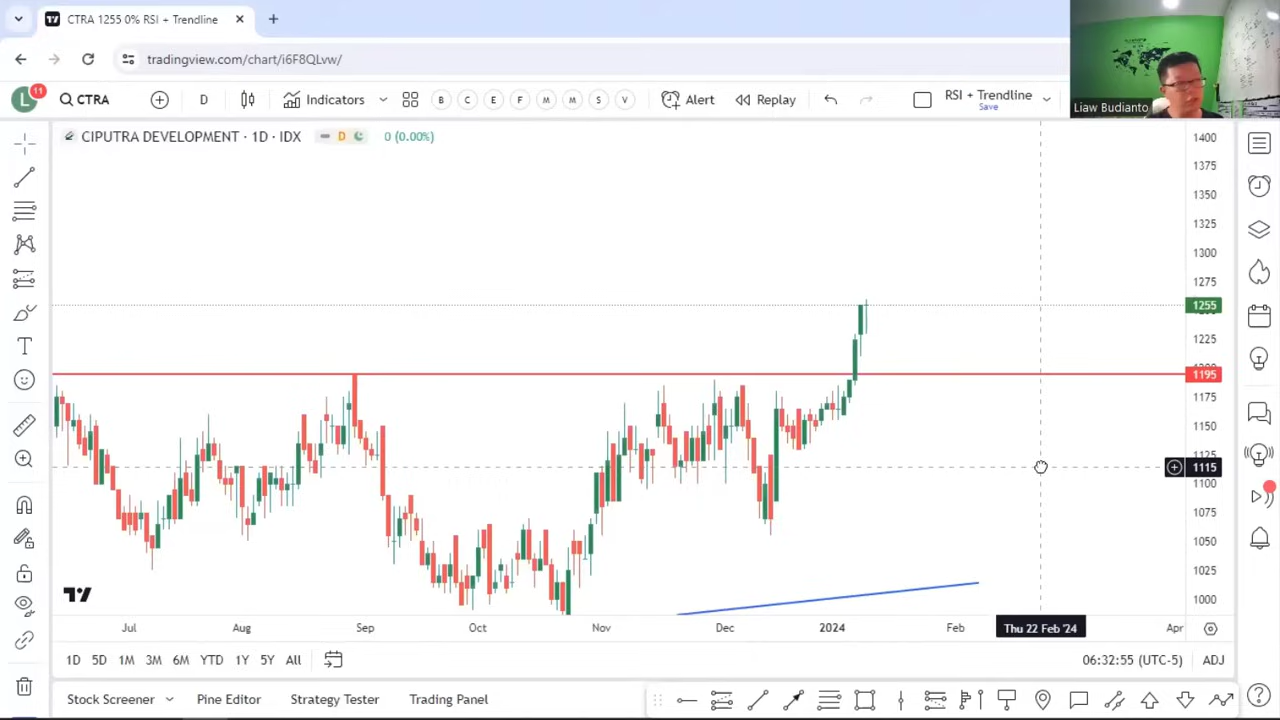 CTRA 1255 0% RSI + Trendline
tradingview.com/chart/i6F8QLvw/
L 11 CTRA D Indicators B C E F M M S V Alert Replay RSI + Trendline
Save
Liaw Budianto
CIPUTRA DEVELOPMENT · 1D · IDX D 0 (0.00%)
1400
1375
1350
1325
1300
1275
1255
1225
1195
1175
1150
1125
1115
1100
1075
1050
1025
1000
Jul Aug Sep Oct Nov Dec 2024 Feb Thu 22 Feb '24 Apr
1D 5D 1M 3M 6M YTD 1Y 5Y All 06:32:55 (UTC-5) ADJ
Stock Screener Pine Editor Strategy Tester Trading Panel